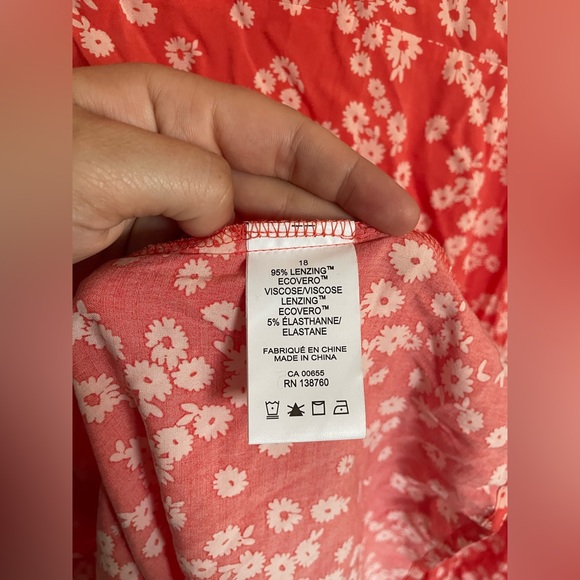 18
95% LENZING™
ECOVERO™
VISCOSE/VISCOSE
LENZING™
ECOVERO™
5% ÉLASTHANNE/
ELASTANE
FABRIQUÉ EN CHINE
MADE IN CHINA
CA 00655
RN 138760